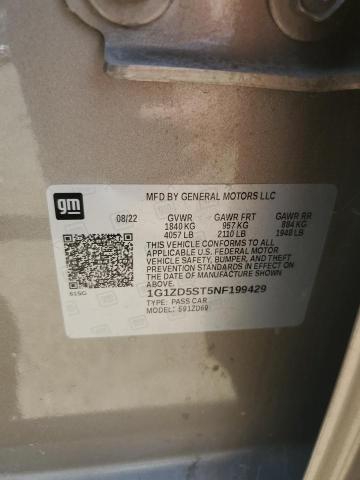 gm
MFD BY GENERAL MOTORS LLC
08/22 GVWR GAWR FRT GAWR RR
1840 KG 957 KG 884 KG
4057 LB 2110 LB 1948 LB
THIS VEHICLE CONFORMS TO ALL
APPLICABLE U.S. FEDERAL MOTOR
VEHICLE SAFETY, BUMPER, AND THEFT
PREVENTION STANDARDS IN EFFECT
ON THE DATE OF MANUFACTURE SHOWN
ABOVE.
1G1ZD5ST5NF199429
TYPE: PASS CAR
MODEL: 591ZD69